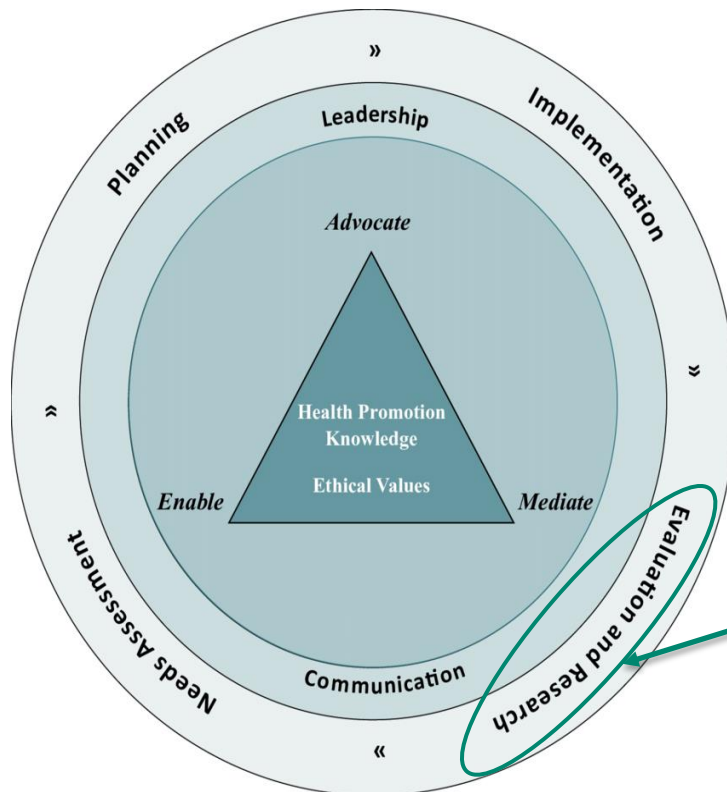 »
Planning
Implementation
Leadership
Advocate
»
»
Health Promotion
Knowledge
Ethical Values
Enable
Mediate
Needs Assessment
Evaluation and Research
Communication
»